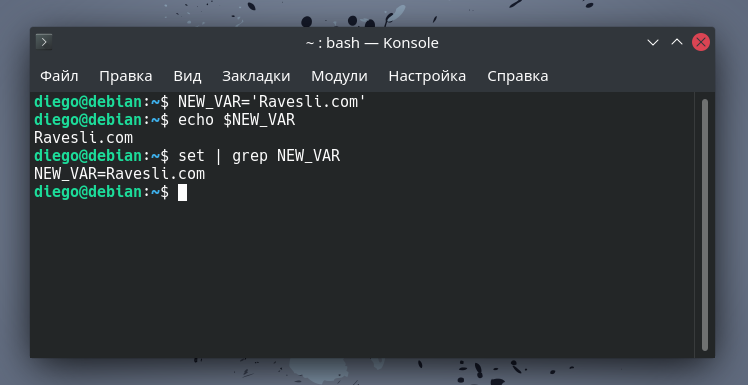 ~ : bash — Konsole
Файл Правка Вид Закладки Модули Настройка Справка
diego@debian:~$ NEW_VAR='Ravesli.com'
diego@debian:~$ echo $NEW_VAR
Ravesli.com
diego@debian:~$ set | grep NEW_VAR
NEW_VAR=Ravesli.com
diego@debian:~$